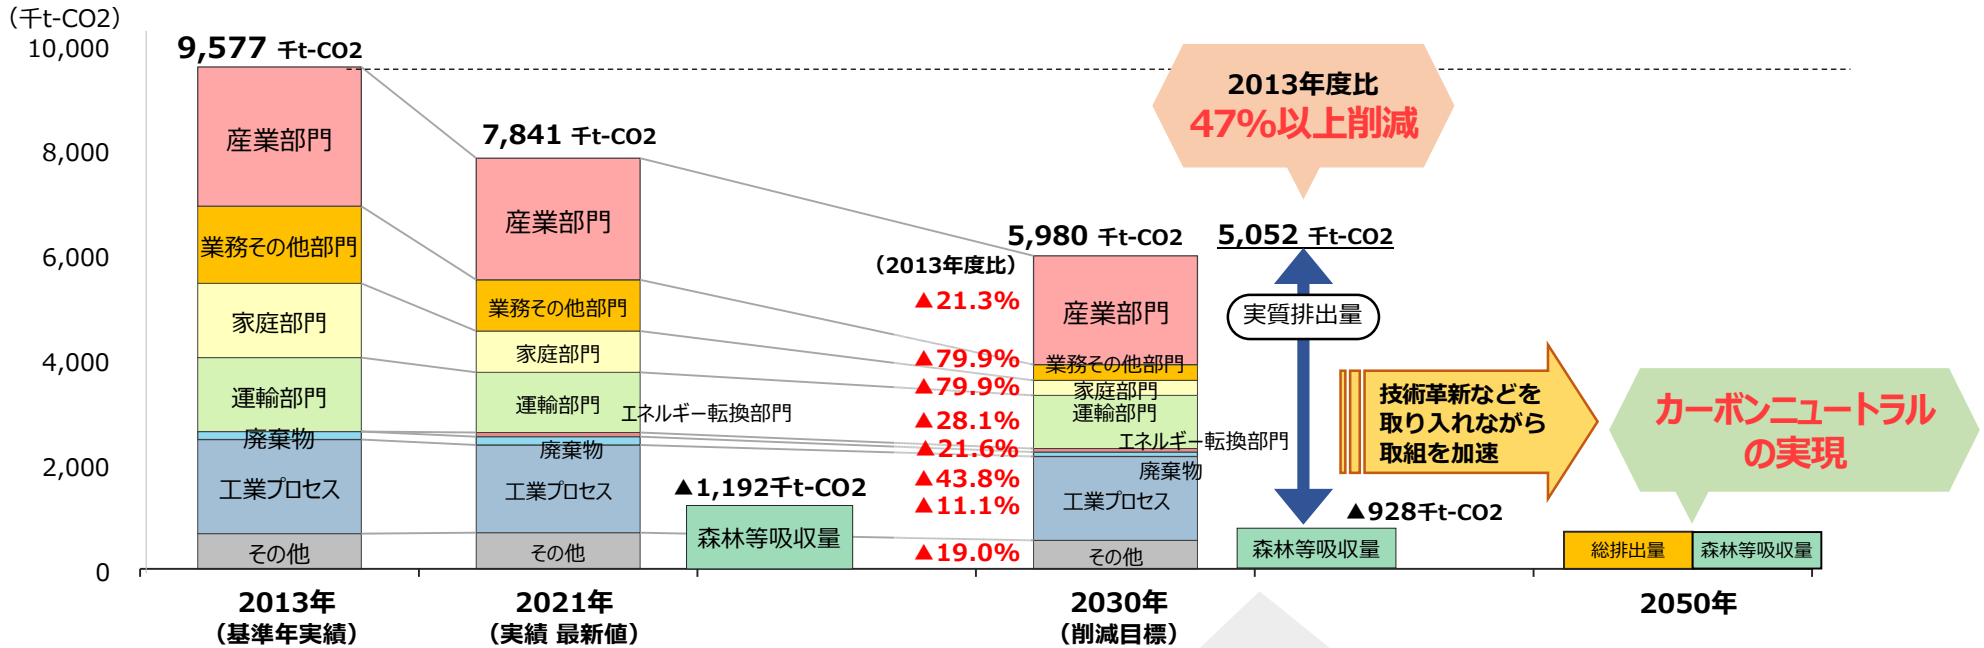 （千t-CO2）
10,000
8,000
6,000
4,000
2,000
0
9,577 千t-CO2
産業部門
業務その他部門
家庭部門
運輸部門
廃棄物
工業プロセス
その他
2013年
（基準年実績）
7,841 千t-CO2
産業部門
業務その他部門
家庭部門
運輸部門
エネルギー転換部門
廃棄物
工業プロセス
その他
2021年
（実績 最新値）
▲1,192千t-CO2
森林等吸収量
（2013年度比）
▲21.3%
▲79.9%
▲79.9%
▲28.1%
▲21.6%
▲43.8%
▲11.1%
▲19.0%
5,980 千t-CO2
産業部門
業務その他部門
家庭部門
運輸部門
エネルギー転換部門
廃棄物
工業プロセス
その他
2030年
（削減目標）
2013年度比
47%以上削減
5,052 千t-CO2
実質排出量
▲928千t-CO2
森林等吸収量
技術革新などを
取り入れながら
取組を加速
カーボンニュートラル
の実現
総排出量
森林等吸収量
2050年